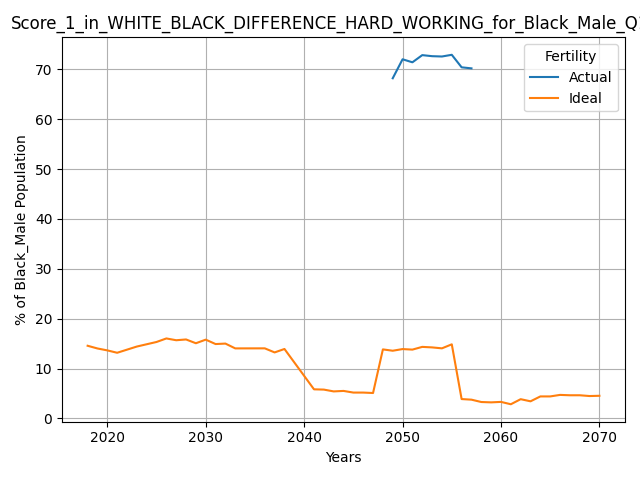 Score_1_in_WHITE_BLACK_DIFFERENCE_HARD_WORKING_for_Black_Male_Q
Fertility
Actual
Ideal
% of Black_Male Population
70
60
50
40
30
20
10
0
2020 2030 2040 2050 2060 2070
Years